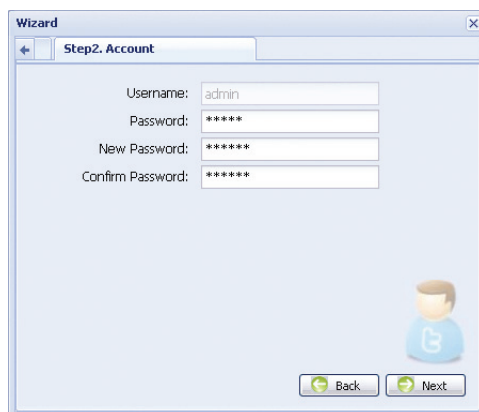 Wizard
Step2. Account
Username: admin
Password: *****
New Password: ******
Confirm Password: ******
t
Back Next